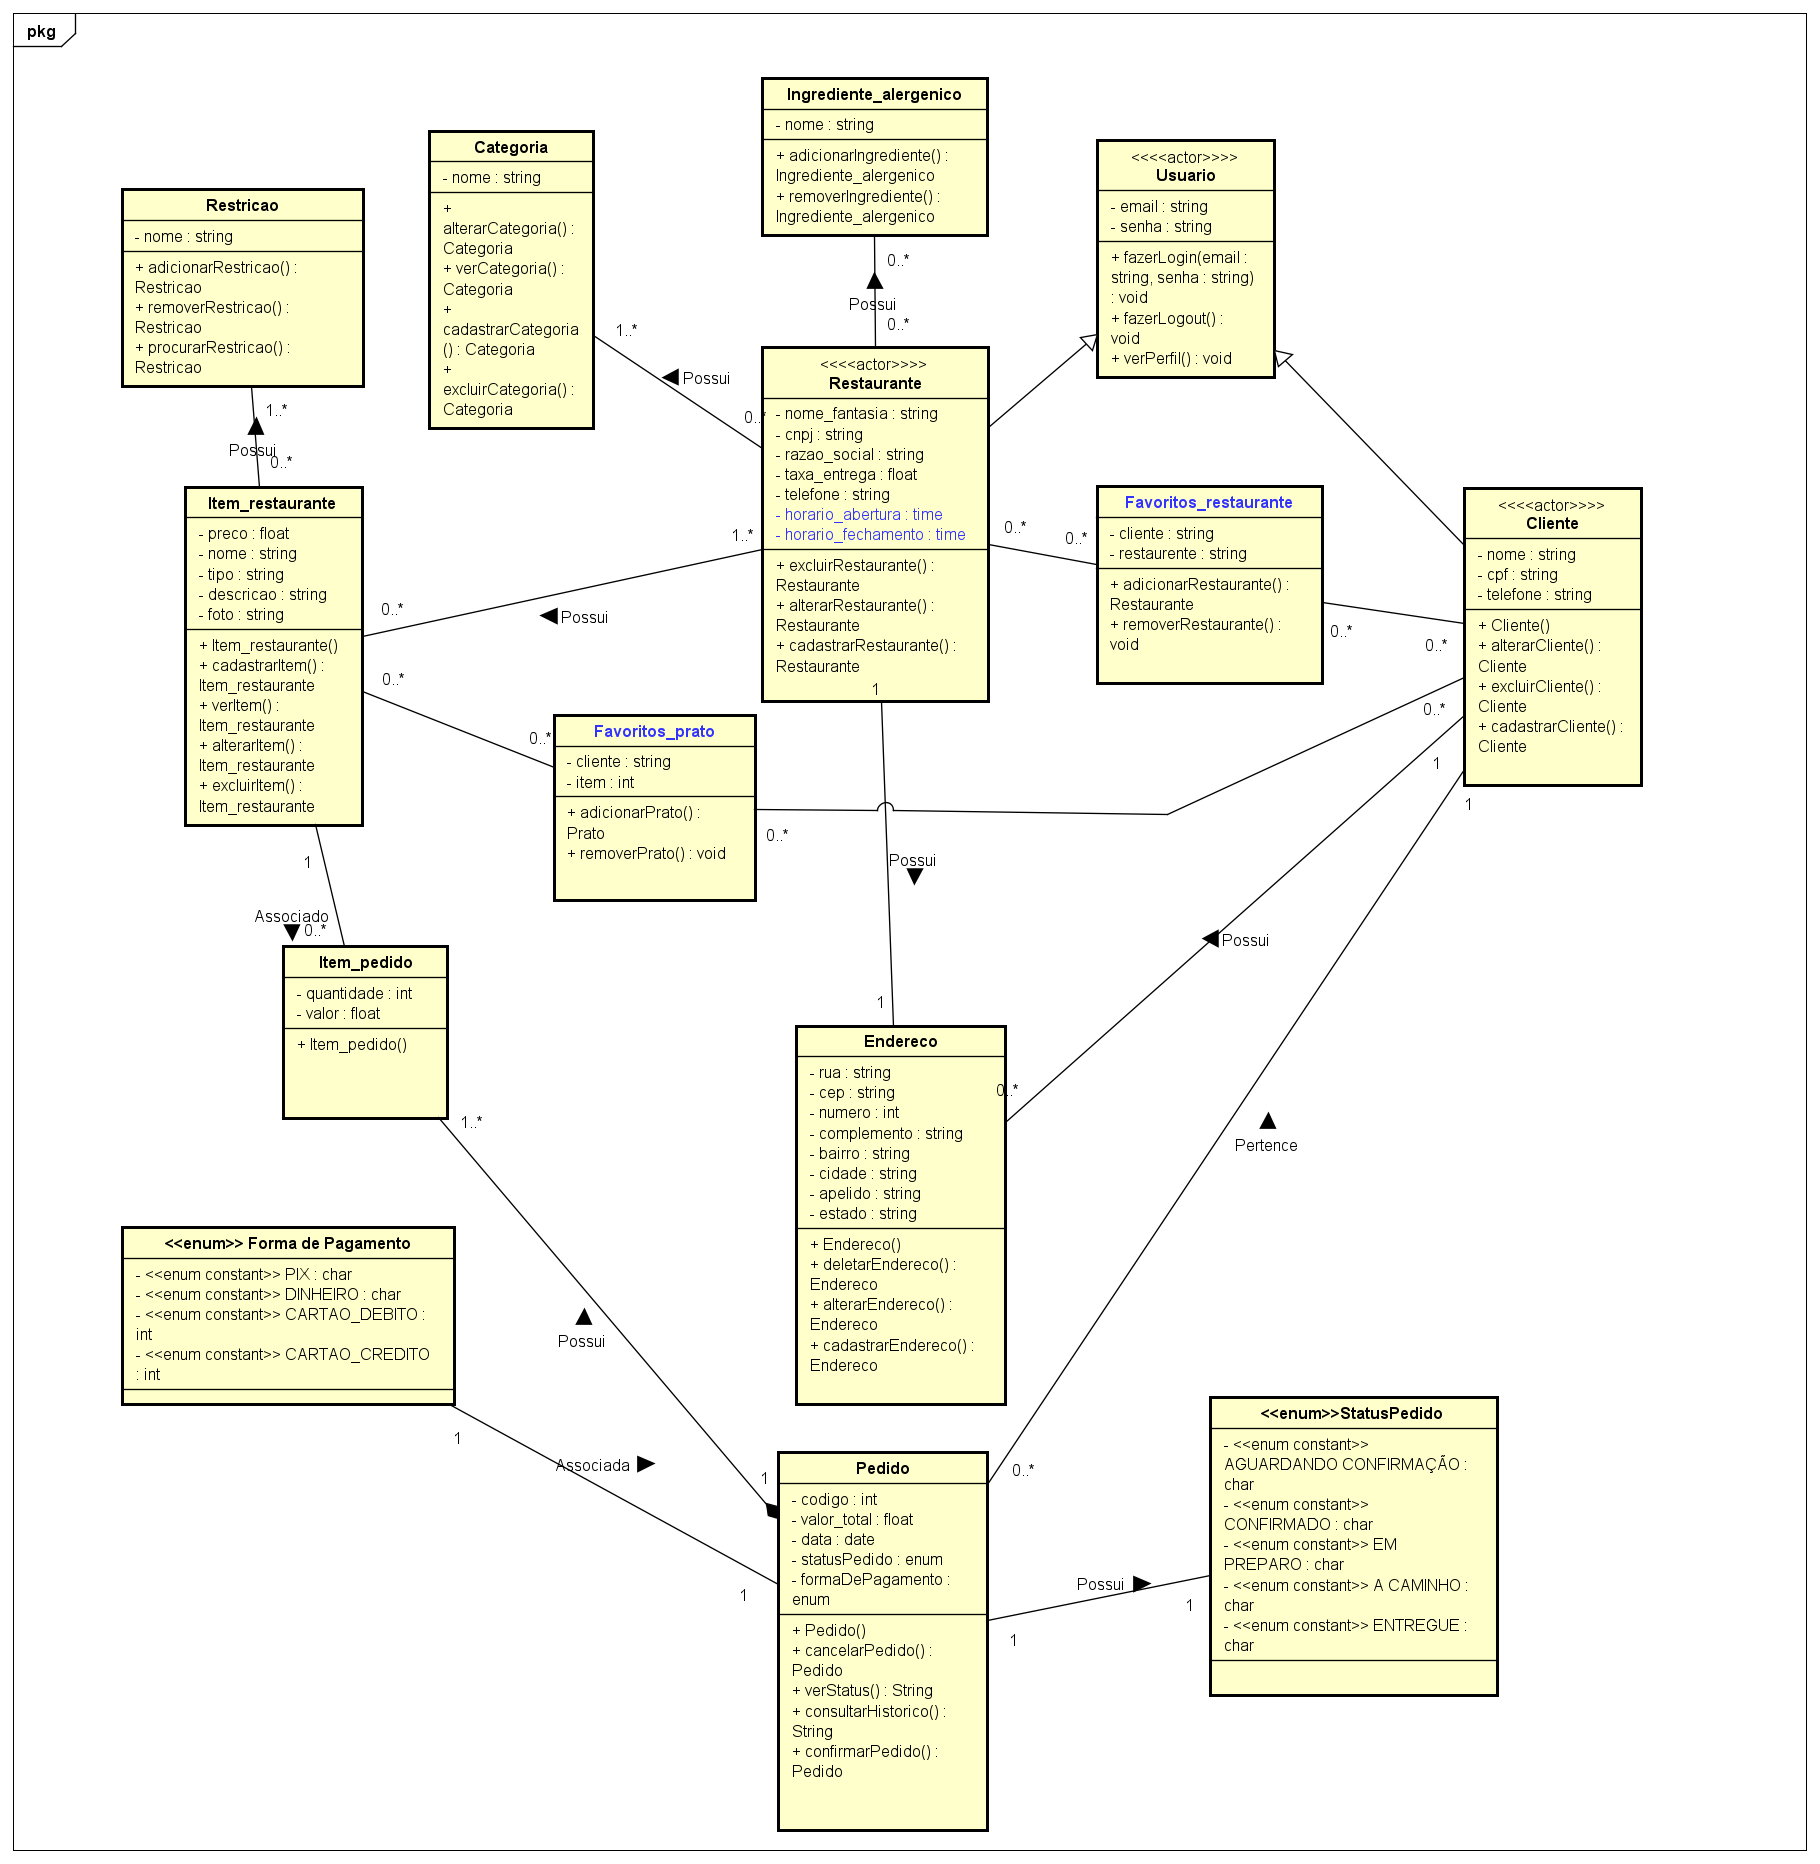 pkg
Ingrediente_alergenico
- nome : string
+ adicionarIngrediente() :
Ingrediente_alergenico
+ removerIngrediente() :
Ingrediente_alergenico
Categoria
- nome : string
+
alterarCategoria() :
Categoria
+ verCategoria() :
Categoria
+
cadastrarCategoria
() : Categoria
+
excluirCategoria() :
Categoria
<<<<actor>>>>
Usuario
- email : string
- senha : string
+ fazerLogin(email :
string, senha : string)
: void
+ fazerLogout() :
void
+ verPerfil() : void
Restricao
- nome : string
+ adicionarRestricao() :
Restricao
+ removerRestricao() :
Restricao
+ procurarRestricao() :
Restricao
0..*
Possui
0..*
1..*
Possui
0..*
1..*
Possui
0..*
<<<<actor>>>>
Restaurante
- nome_fantasia : string
- cnpj : string
- razao_social : string
- taxa_entrega : float
- telefone : string
- horario_abertura : time
- horario_fechamento : time
+ excluirRestaurante() :
Restaurante
+ alterarRestaurante() :
Restaurante
+ cadastrarRestaurante() :
Restaurante
1
Item_restaurante
- preco : float
- nome : string
- tipo : string
- descricao : string
- foto : string
+ Item_restaurante()
+ cadastrarItem() :
Item_restaurante
+ verItem() :
Item_restaurante
+ alterarItem() :
Item_restaurante
+ excluirItem() :
Item_restaurante
1..*
0..*
Possui
Favoritos_restaurante
- cliente : string
- restaurente : string
+ adicionarRestaurante() :
Restaurante
+ removerRestaurante() :
void
0..*
0..*
0..*
0..*
<<<<actor>>>>
Cliente
- nome : string
- cpf : string
- telefone : string
+ Cliente()
+ alterarCliente() :
Cliente
+ excluirCliente() :
Cliente
+ cadastrarCliente() :
Cliente
0..*
0..*
Favoritos_prato
- cliente : string
- item : int
+ adicionarPrato() :
Prato
+ removerPrato() : void
0..*
0..*
1
1
1
Associado
0..*
Possui
1
Possui
0..*
Pertence
Item_pedido
- quantidade : int
- valor : float
+ Item_pedido()
1..*
Endereco
- rua : string
- cep : string
- numero : int
- complemento : string
- bairro : string
- cidade : string
- apelido : string
- estado : string
+ Endereco()
+ deletarEndereco() :
Endereco
+ alterarEndereco() :
Endereco
+ cadastrarEndereco() :
Endereco
<<enum>> Forma de Pagamento
- <<enum constant>> PIX : char
- <<enum constant>> DINHEIRO : char
- <<enum constant>> CARTAO_DEBITO :
int
- <<enum constant>> CARTAO_CREDITO
: int
Possui
1
Associada
1
1
0..*
Pedido
- codigo : int
- valor_total : float
- data : date
- statusPedido : enum
- formaDePagamento :
enum
+ Pedido()
+ cancelarPedido() :
Pedido
+ verStatus() : String
+ consultarHistorico() :
String
+ confirmarPedido() :
Pedido
Possui
1
1
<<enum>>StatusPedido
- <<enum constant>>
AGUARDANDO CONFIRMAÇÃO :
char
- <<enum constant>>
CONFIRMADO : char
- <<enum constant>> EM
PREPARO : char
- <<enum constant>> A CAMINHO :
char
- <<enum constant>> ENTREGUE :
char